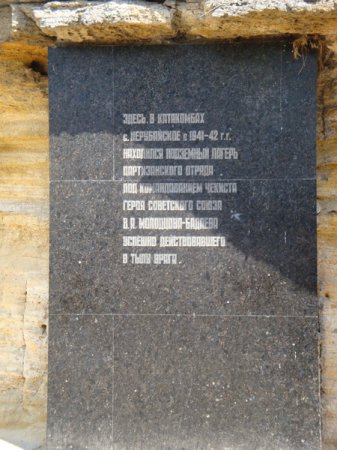 ЗДЕСЬ, В КАТАКОМБАХ
с. НЕРУБАЙСКОЕ в 1941-42 г.г.
НАХОДИЛСЯ ПОДЗЕМНЫЙ ЛАГЕРЬ
ПАРТИЗАНСКОГО ОТРЯДА
ПОД КОМАНДОВАНИЕМ ЧЕКИСТА
ГЕРОЯ СОВЕТСКОГО СОЮЗА
В.А. МОЛОДЦОВА-БАДАЕВА
УСПЕШНО ДЕЙСТВОВАВШЕГО
В ТЫЛУ ВРАГА